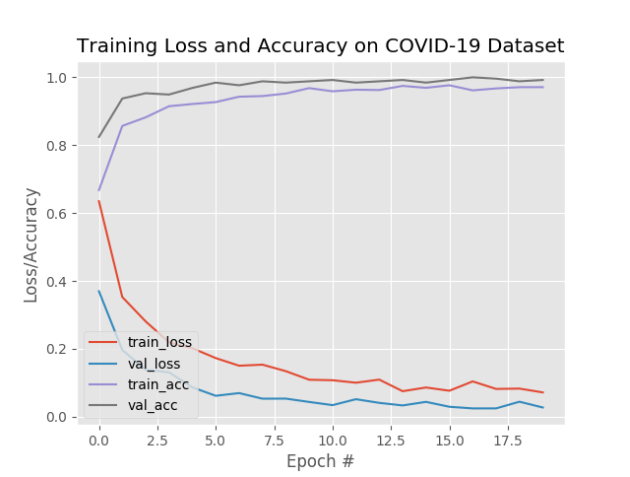 Training Loss and Accuracy on COVID-19 Dataset
1.0
0.8
0.6
0.4
0.2
0.0
Loss/Accuracy
train_loss
val_loss
train_acc
val_acc
0.0 2.5 5.0 7.5 10.0 12.5 15.0 17.5
Epoch #